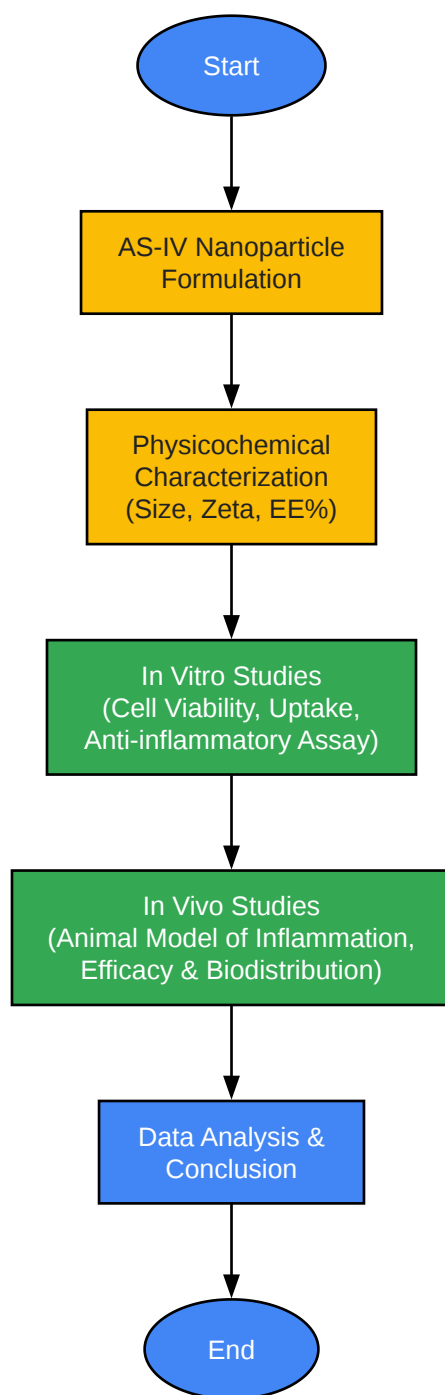 Start
AS-IV Nanoparticle
Formulation
Physicochemical
Characterization
(Size, Zeta, EE%)
In Vitro Studies
(Cell Viability, Uptake,
Anti-inflammatory Assay)
In Vivo Studies
(Animal Model of Inflammation,
Efficacy & Biodistribution)
Data Analysis &
Conclusion
End